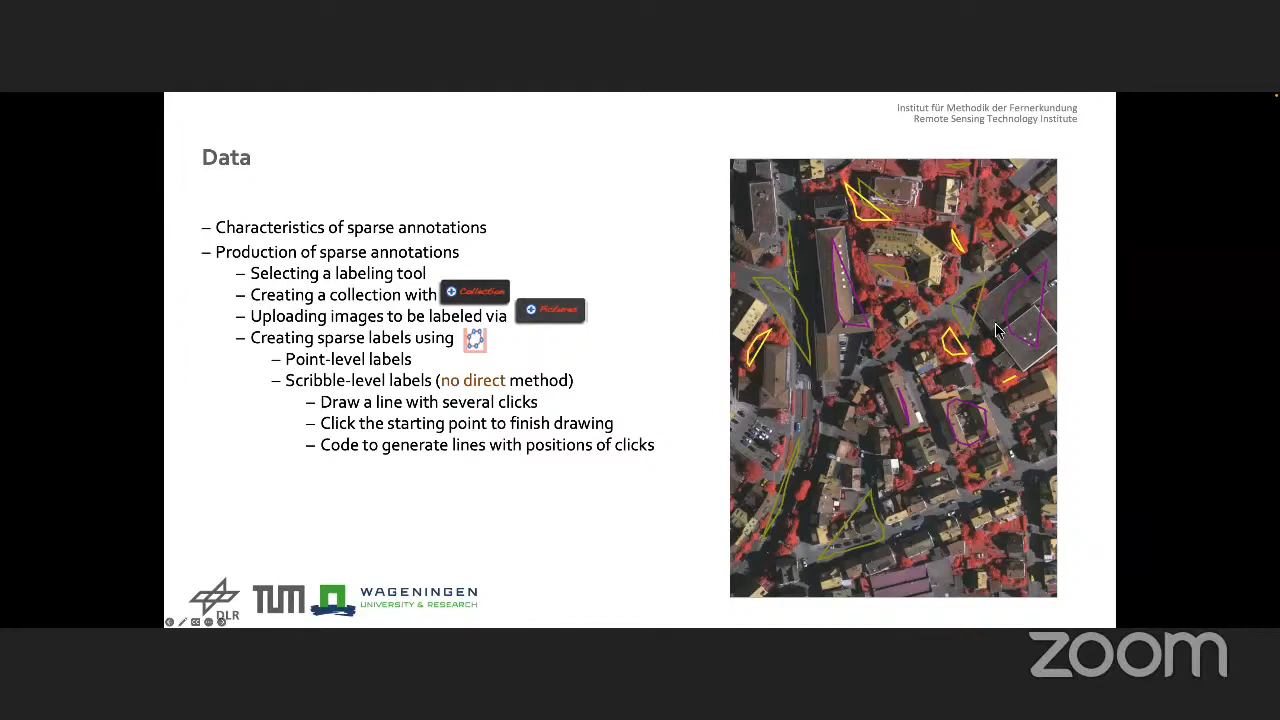 Institut für Methodik der Fernerkundung
Remote Sensing Technology Institute
Data
– Characteristics of sparse annotations
– Production of sparse annotations
– Selecting a labeling tool
– Creating a collection with Collection
– Uploading images to be labeled via Pictures
– Creating sparse labels using
– Point-level labels
– Scribble-level labels (no direct method)
– Draw a line with several clicks
– Click the starting point to finish drawing
– Code to generate lines with positions of clicks
DLR
TUM
WAGENINGEN
UNIVERSITY & RESEARCH
zoom